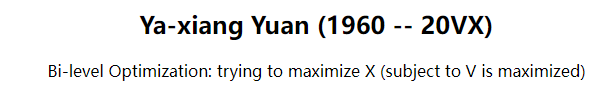 Ya-xiang Yuan (1960 -- 20VX)
Bi-level Optimization: trying to maximize X (subject to V is maximized)